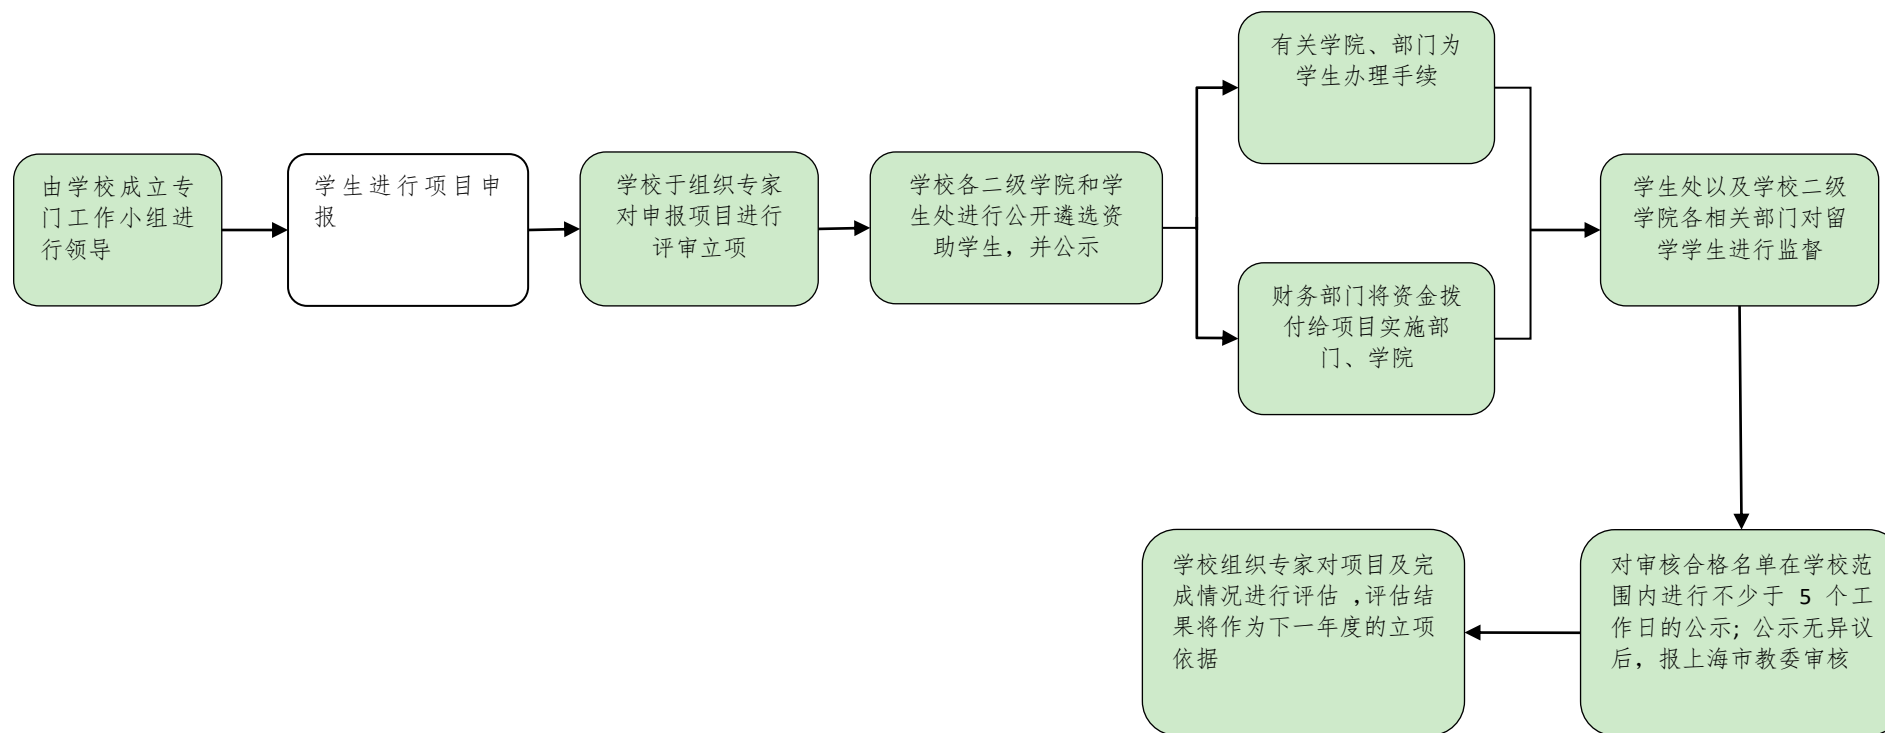 由学校成立专
门工作小组进
行领导
学生进行项目申
报
学校于组织专家
对申报项目进行
评审立项
学校各二级学院和学
生处进行公开遴选资
助学生，并公示
有关学院、部门为
学生办理手续
财务部门将资金拨
付给项目实施部
门、学院
学生处以及学校二级
学院各相关部门对留
学学生进行监督
对审核合格名单在学校范
围内进行不少于 5 个工
作日的公示；公示无异议
后，报上海市教委审核
学校组织专家对项目及完
成情况进行评估 ，评估结
果将作为下一年度的立项
依据